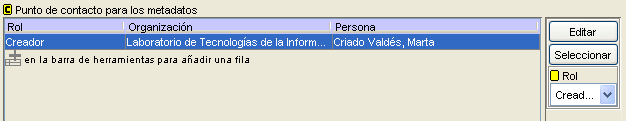 C Punto de contacto para los metadatos
Rol Organización Persona
Creador Laboratorio de Tecnologías de la Inform... Criado Valdés, Marta
en la barra de herramientas para añadir una fila
Editar
Seleccionar
Rol
Cread...